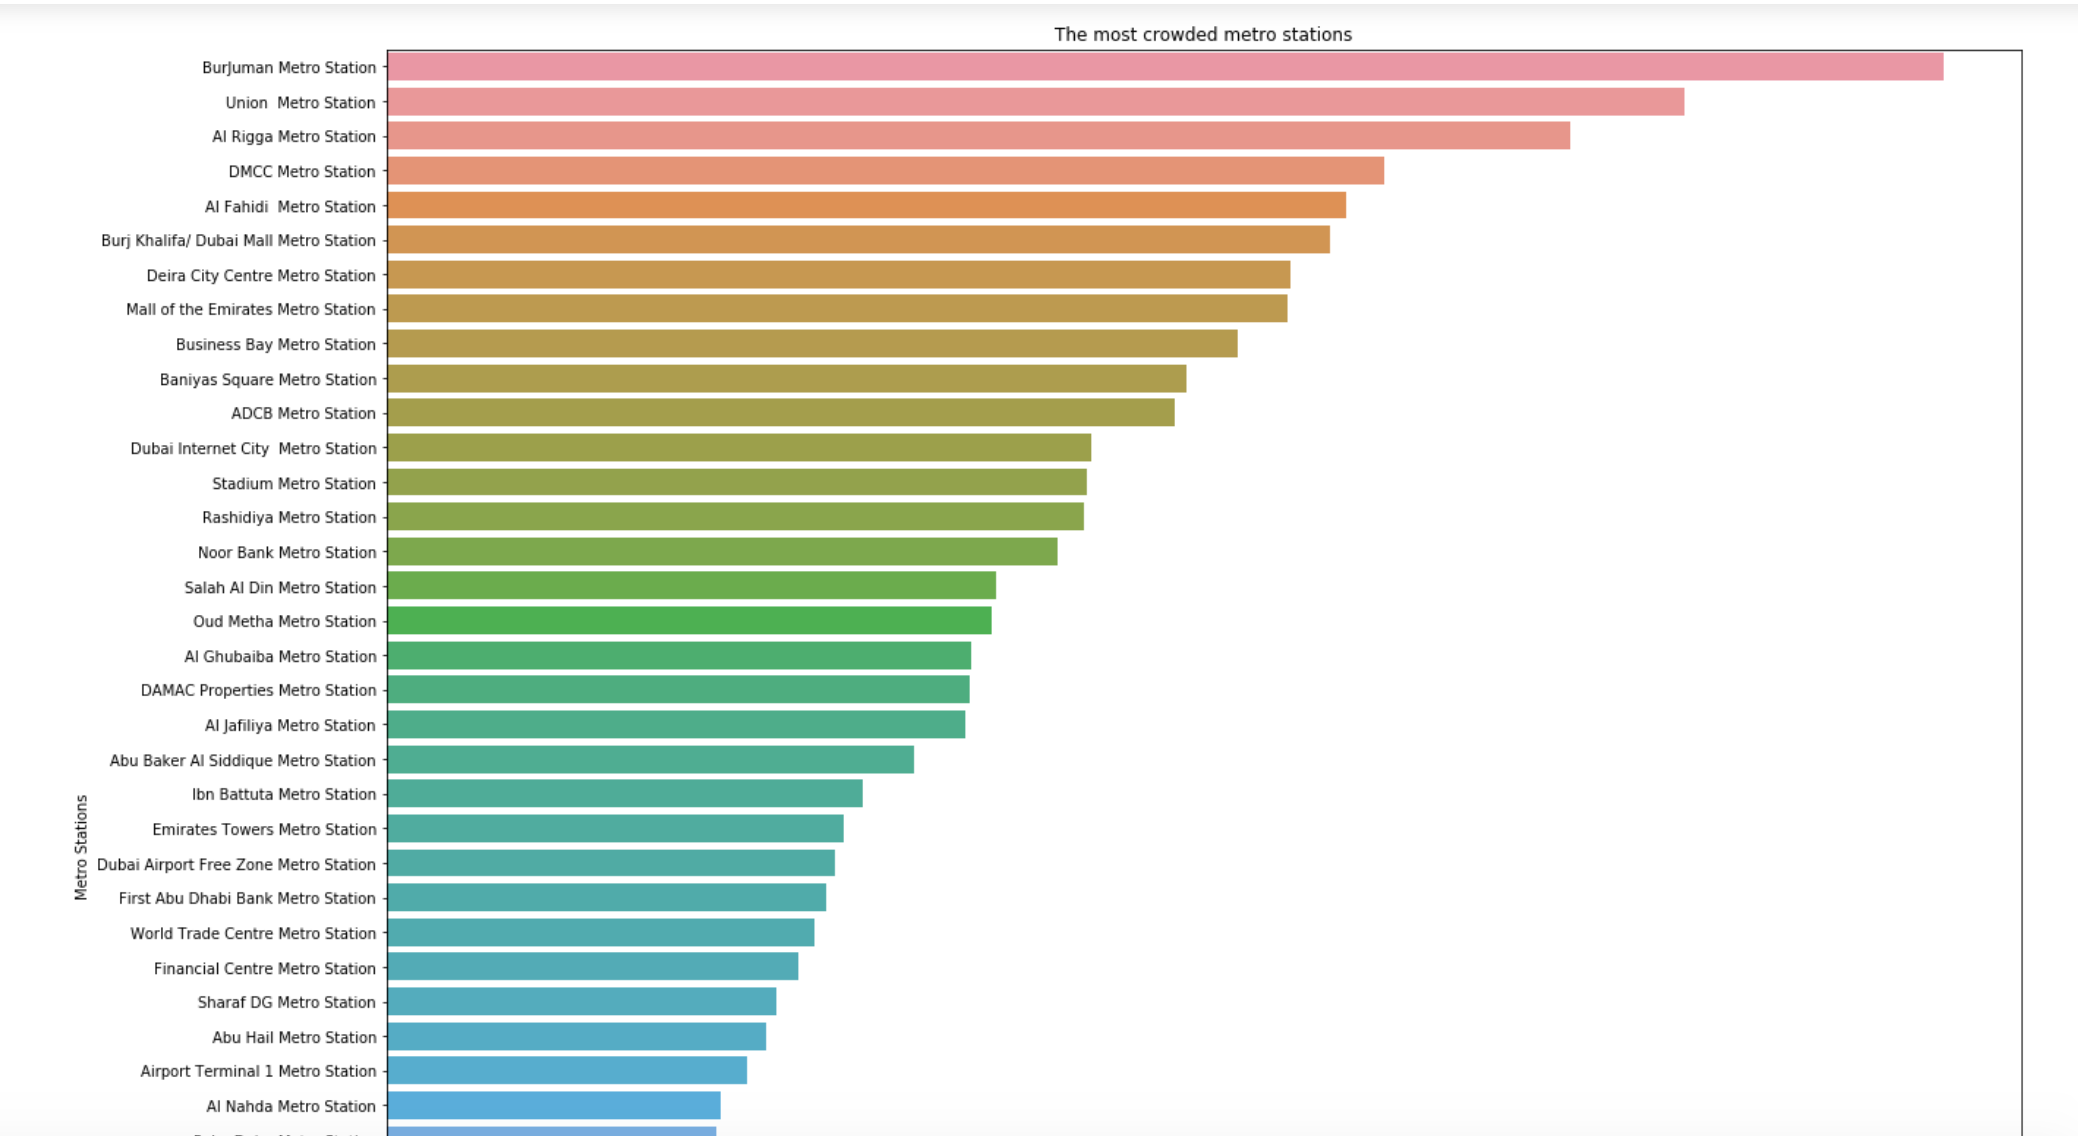 The most crowded metro stations
BurJuman Metro Station
Union  Metro Station
Al Rigga Metro Station
DMCC Metro Station
Al Fahidi  Metro Station
Burj Khalifa/ Dubai Mall Metro Station
Deira City Centre Metro Station
Mall of the Emirates Metro Station
Business Bay Metro Station
Baniyas Square Metro Station
ADCB Metro Station
Dubai Internet City  Metro Station
Stadium Metro Station
Rashidiya Metro Station
Noor Bank Metro Station
Salah Al Din Metro Station
Oud Metha Metro Station
Al Ghubaiba Metro Station
DAMAC Properties Metro Station
Al Jafiliya Metro Station
Abu Baker Al Siddique Metro Station
Ibn Battuta Metro Station
Emirates Towers Metro Station
Dubai Airport Free Zone Metro Station
First Abu Dhabi Bank Metro Station
World Trade Centre Metro Station
Financial Centre Metro Station
Sharaf DG Metro Station
Abu Hail Metro Station
Airport Terminal 1 Metro Station
Al Nahda Metro Station
Metro Stations